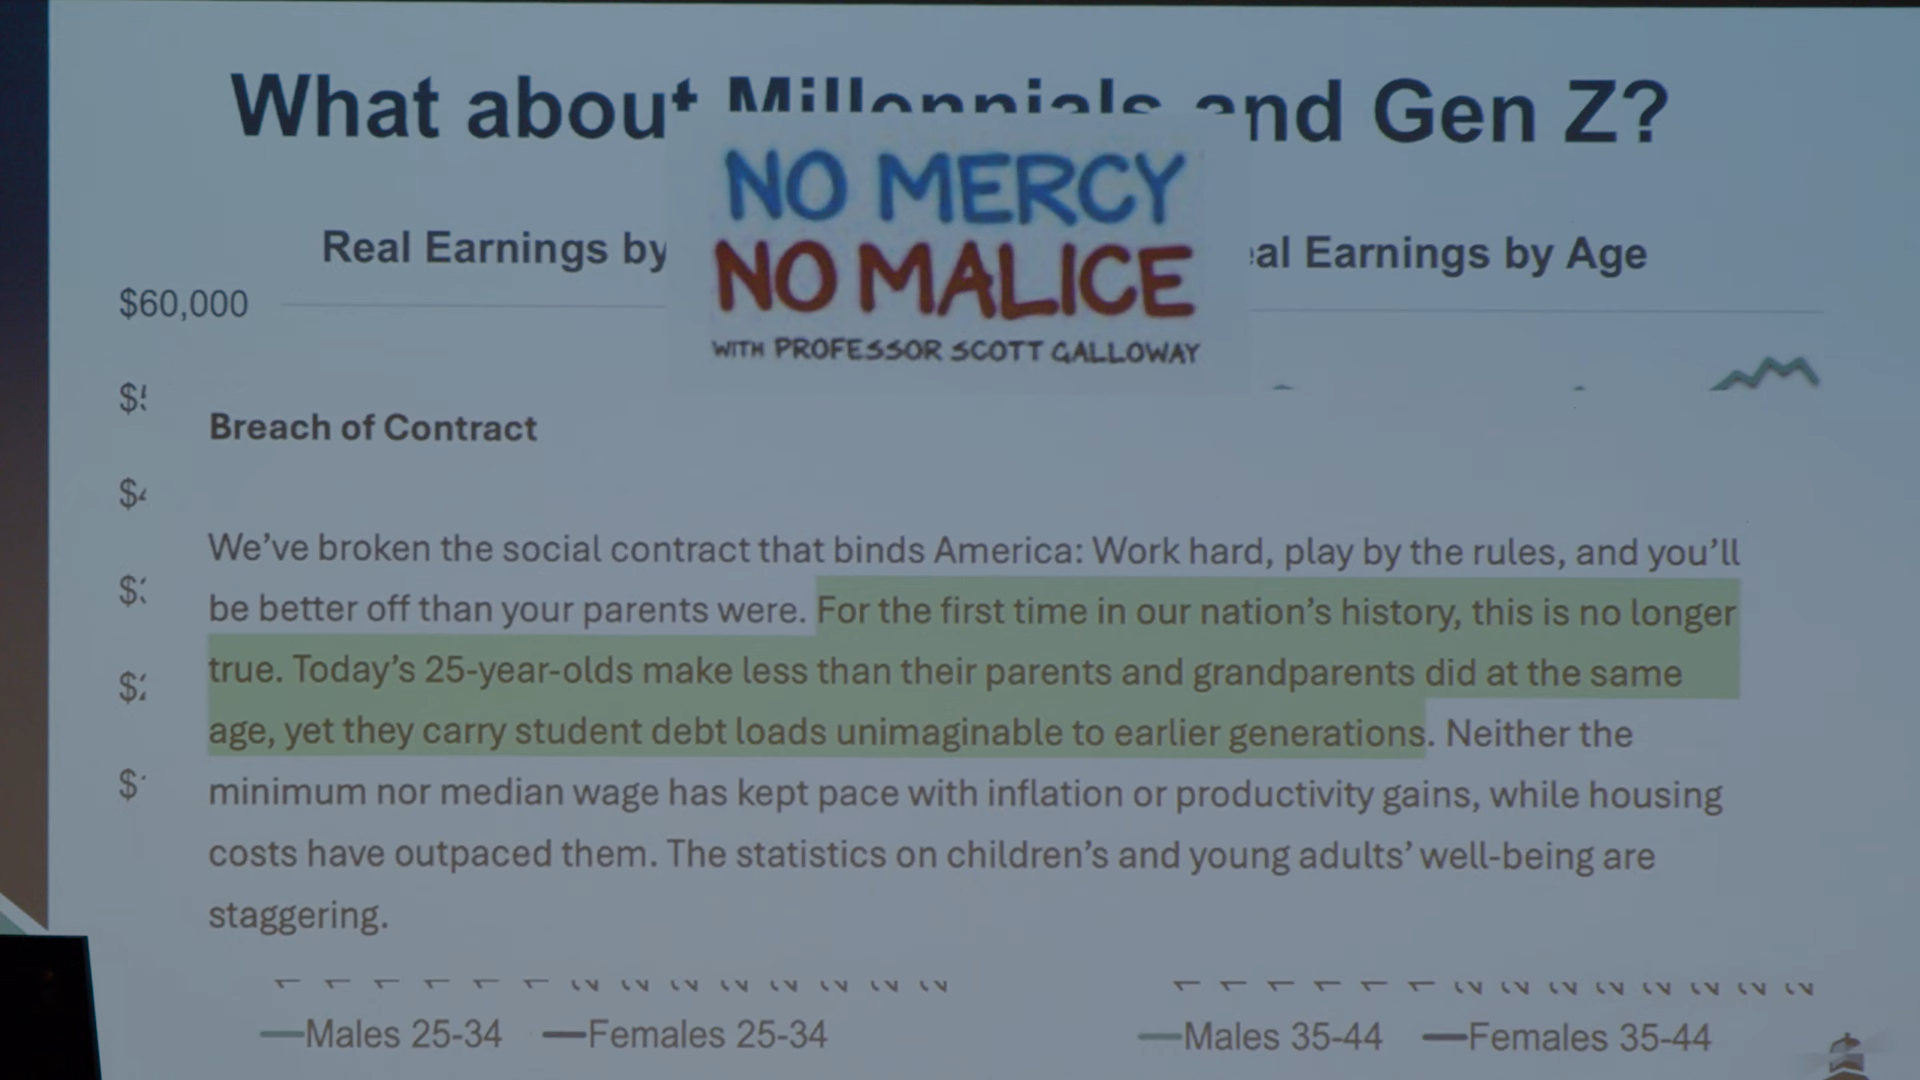 What about Millennials and Gen Z?
NO MERCY
NO MALICE
WITH PROFESSOR SCOTT GALLOWAY
Real Earnings by
Earnings by Age
$60,000
Breach of Contract
We've broken the social contract that binds America: Work hard, play by the rules, and you'll
be better off than your parents were. For the first time in our nation's history, this is no longer
true. Today's 25-year-olds make less than their parents and grandparents did at the same
age, yet they carry student debt loads unimaginable to earlier generations. Neither the
minimum nor median wage has kept pace with inflation or productivity gains, while housing
costs have outpaced them. The statistics on children's and young adults' well-being are
staggering.
Males 25-34 Females 25-34
Males 35-44 Females 35-44